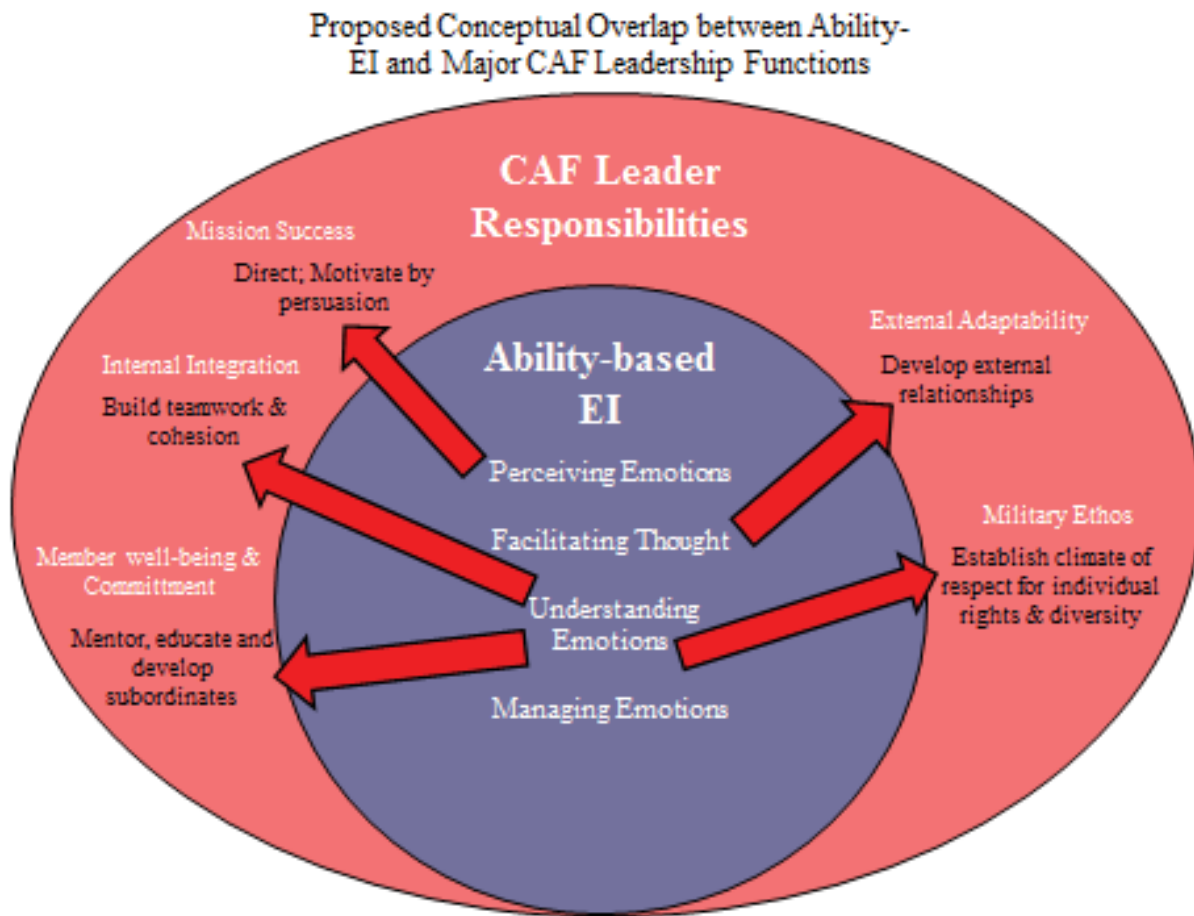 Proposed Conceptual Overlap between Ability-
EI and Major CAF Leadership Functions
CAF Leader
Responsibilities
Mission Success
Direct; Motivate by
persuasion
Internal Integration
Build teamwork &
cohesion
Member well-being &
Committment
Mentor, educate and
develop
subordinates
Ability-based
EI
Perceiving Emotions
Facilitating Thought
Understanding
Emotions
Managing Emotions
External Adaptability
Develop external
relationships
Military Ethos
Establish climate of
respect for individual
rights & diversity